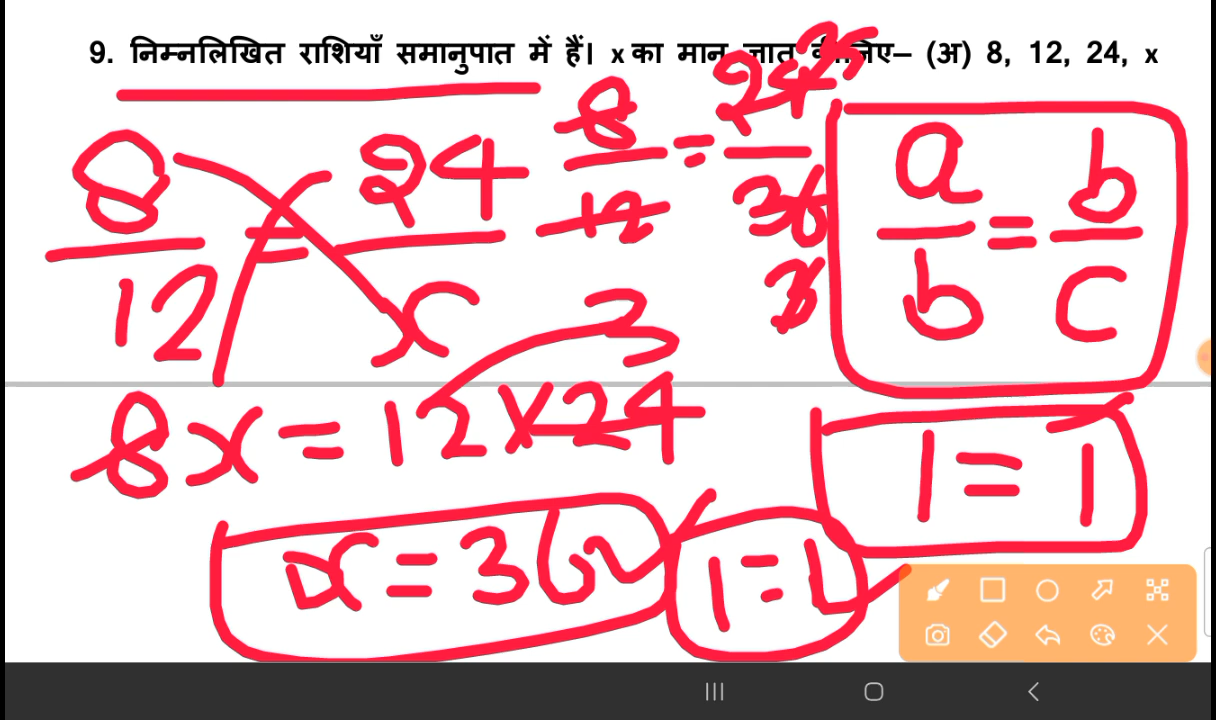 9. निम्नलिखित राशियाँ समानुपात में हैं। x का मान ज्ञात कीजिए– (अ) 8, 12, 24, x
8/12 = 24/x
8/12 = 24/36
a/b = b/c
3
8x = 12 x 24
1 = 1
x = 36
1 = 1